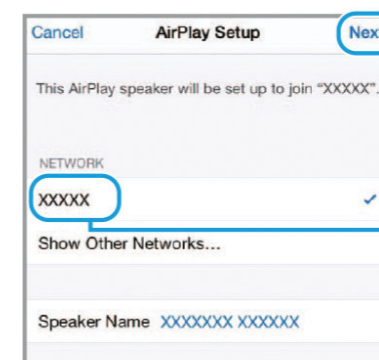 Cancel AirPlay Setup Nex
This AirPlay speaker will be set up to join “XXXXX”.
NETWORK
XXXXX
Show Other Networks...
Speaker Name XXXXXXX XXXXXX